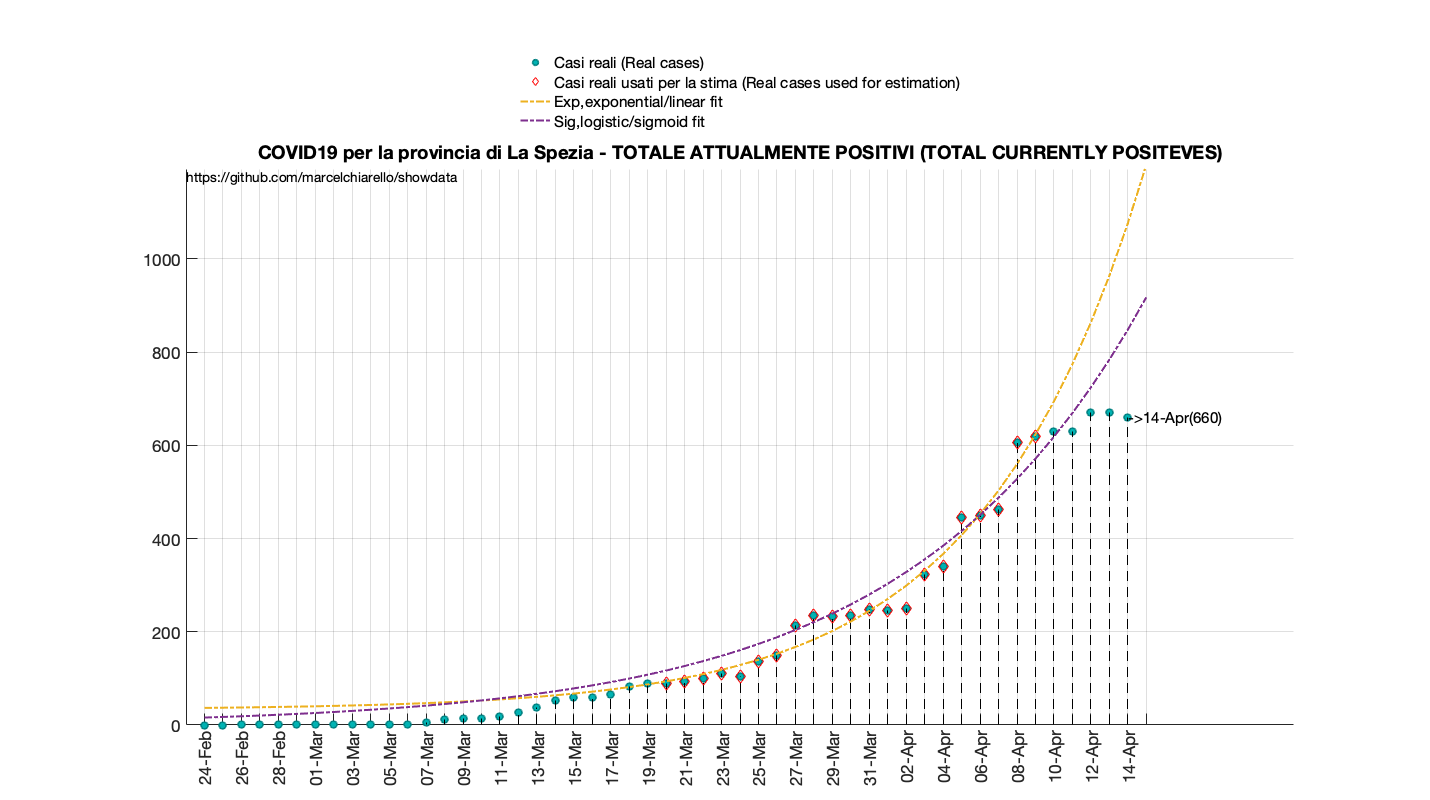 Casi reali (Real cases)
Casi reali usati per la stima (Real cases used for estimation)
Exp,exponential/linear fit
Sig,logistic/sigmoid fit
COVID19 per la provincia di La Spezia - TOTALE ATTUALMENTE POSITIVI (TOTAL CURRENTLY POSITEVES)
https://github.com/marcelchiarello/showdata
1000
800
600
400
200
0
->14-Apr(660)
24-Feb
26-Feb
28-Feb
01-Mar
03-Mar
05-Mar
07-Mar
09-Mar
11-Mar
13-Mar
15-Mar
17-Mar
19-Mar
21-Mar
23-Mar
25-Mar
27-Mar
29-Mar
31-Mar
02-Apr
04-Apr
06-Apr
08-Apr
10-Apr
12-Apr
14-Apr